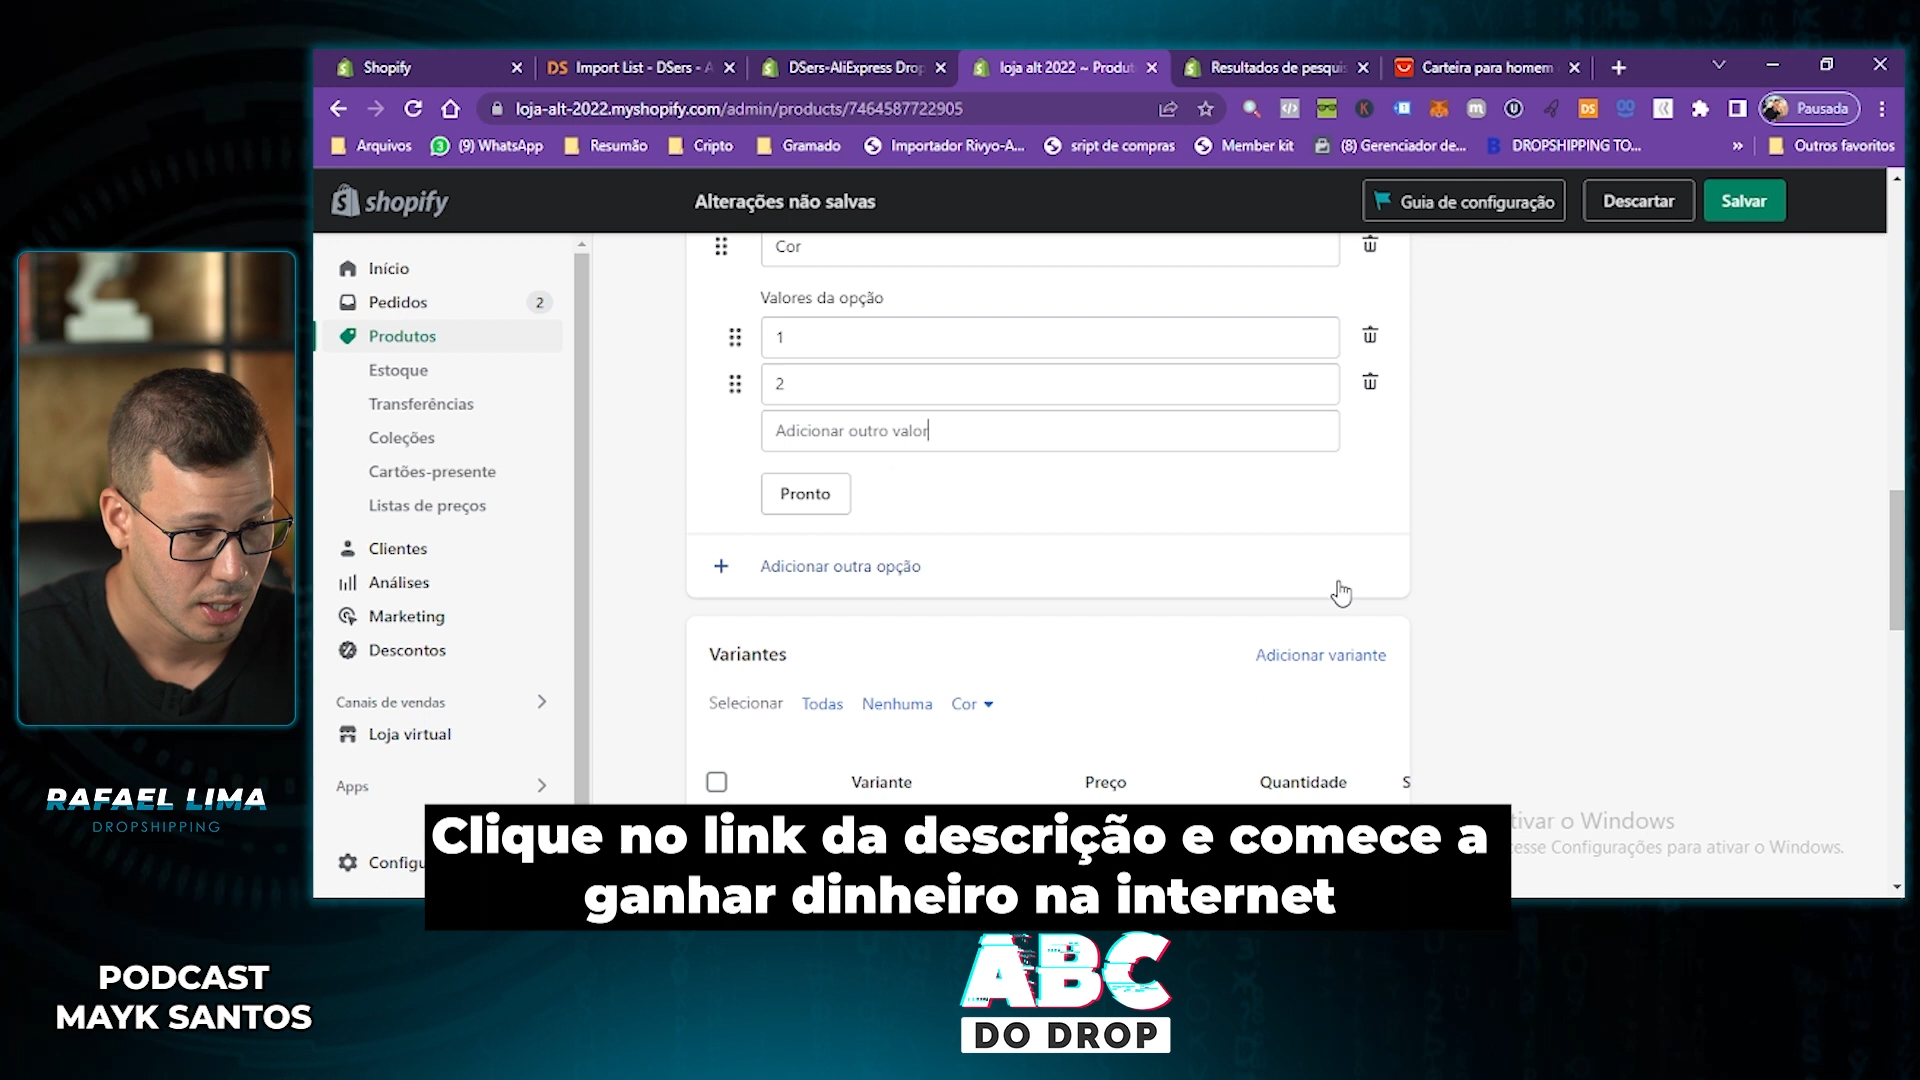 Shopify
DS Import List - DSers - A
DSers-AliExpress Drop
loja alt 2022 ~ Produt
Resultados de pesquis
Carteira para homem
loja-alt-2022.myshopify.com/admin/products/7464587722905
Pausada
Arquivos
(9) WhatsApp
Resumão
Cripto
Gramado
Importador Rivyo-A...
sript de compras
Member kit
(8) Gerenciador de...
DROPSHIPPING TO...
»
Outros favoritos
shopify
Alterações não salvas
Guia de configuração
Descartar
Salvar
Início
Pedidos
2
Produtos
Estoque
Transferências
Coleções
Cartões-presente
Listas de preços
Clientes
Análises
Marketing
Descontos
Canais de vendas
Loja virtual
Apps
Configu
Cor
Valores da opção
1
2
Adicionar outro valor
Pronto
+ Adicionar outra opção
Variantes
Adicionar variante
Selecionar Todas Nenhuma Cor
Variante Preço Quantidade S
tivar o Windows
esse Configurações para ativar o Windows.
RAFAEL LIMA
DROPSHIPPING
Clique no link da descrição e comece a
ganhar dinheiro na internet
PODCAST
MAYK SANTOS
ABC
DO DROP